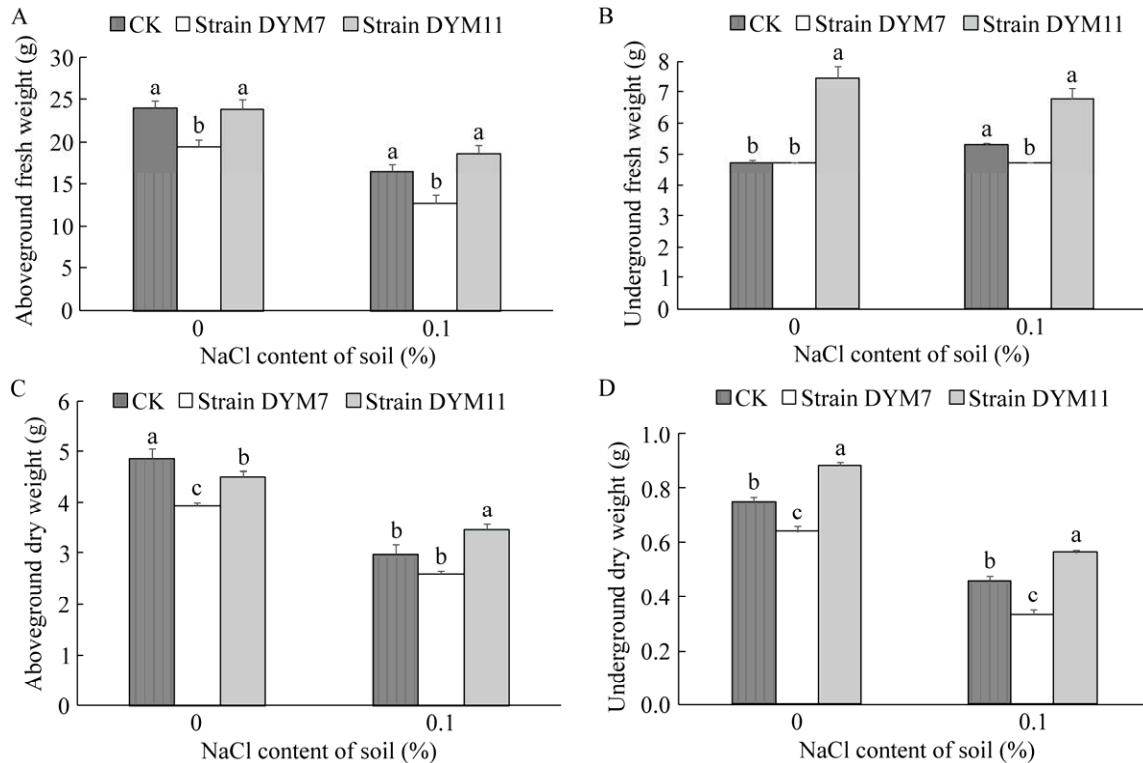 A
CK Strain DYM7 Strain DYM11
Aboveground fresh weight (g)
30
25
20
15
10
5
0
a
b
a
a
b
a
0 0.1
NaCl content of soil (%)
B
CK Strain DYM7 Strain DYM11
Underground fresh weight (g)
8
7
6
5
4
3
2
1
0
b
b
a
a
b
a
0 0.1
NaCl content of soil (%)
C
CK Strain DYM7 Strain DYM11
Aboveground dry weight (g)
6
5
4
3
2
1
0
a
c
b
b
b
a
0 0.1
NaCl content of soil (%)
D
CK Strain DYM7 Strain DYM11
Underground dry weight (g)
1.0
0.8
0.6
0.4
0.2
0.0
b
c
a
b
c
a
0 0.1
NaCl content of soil (%)